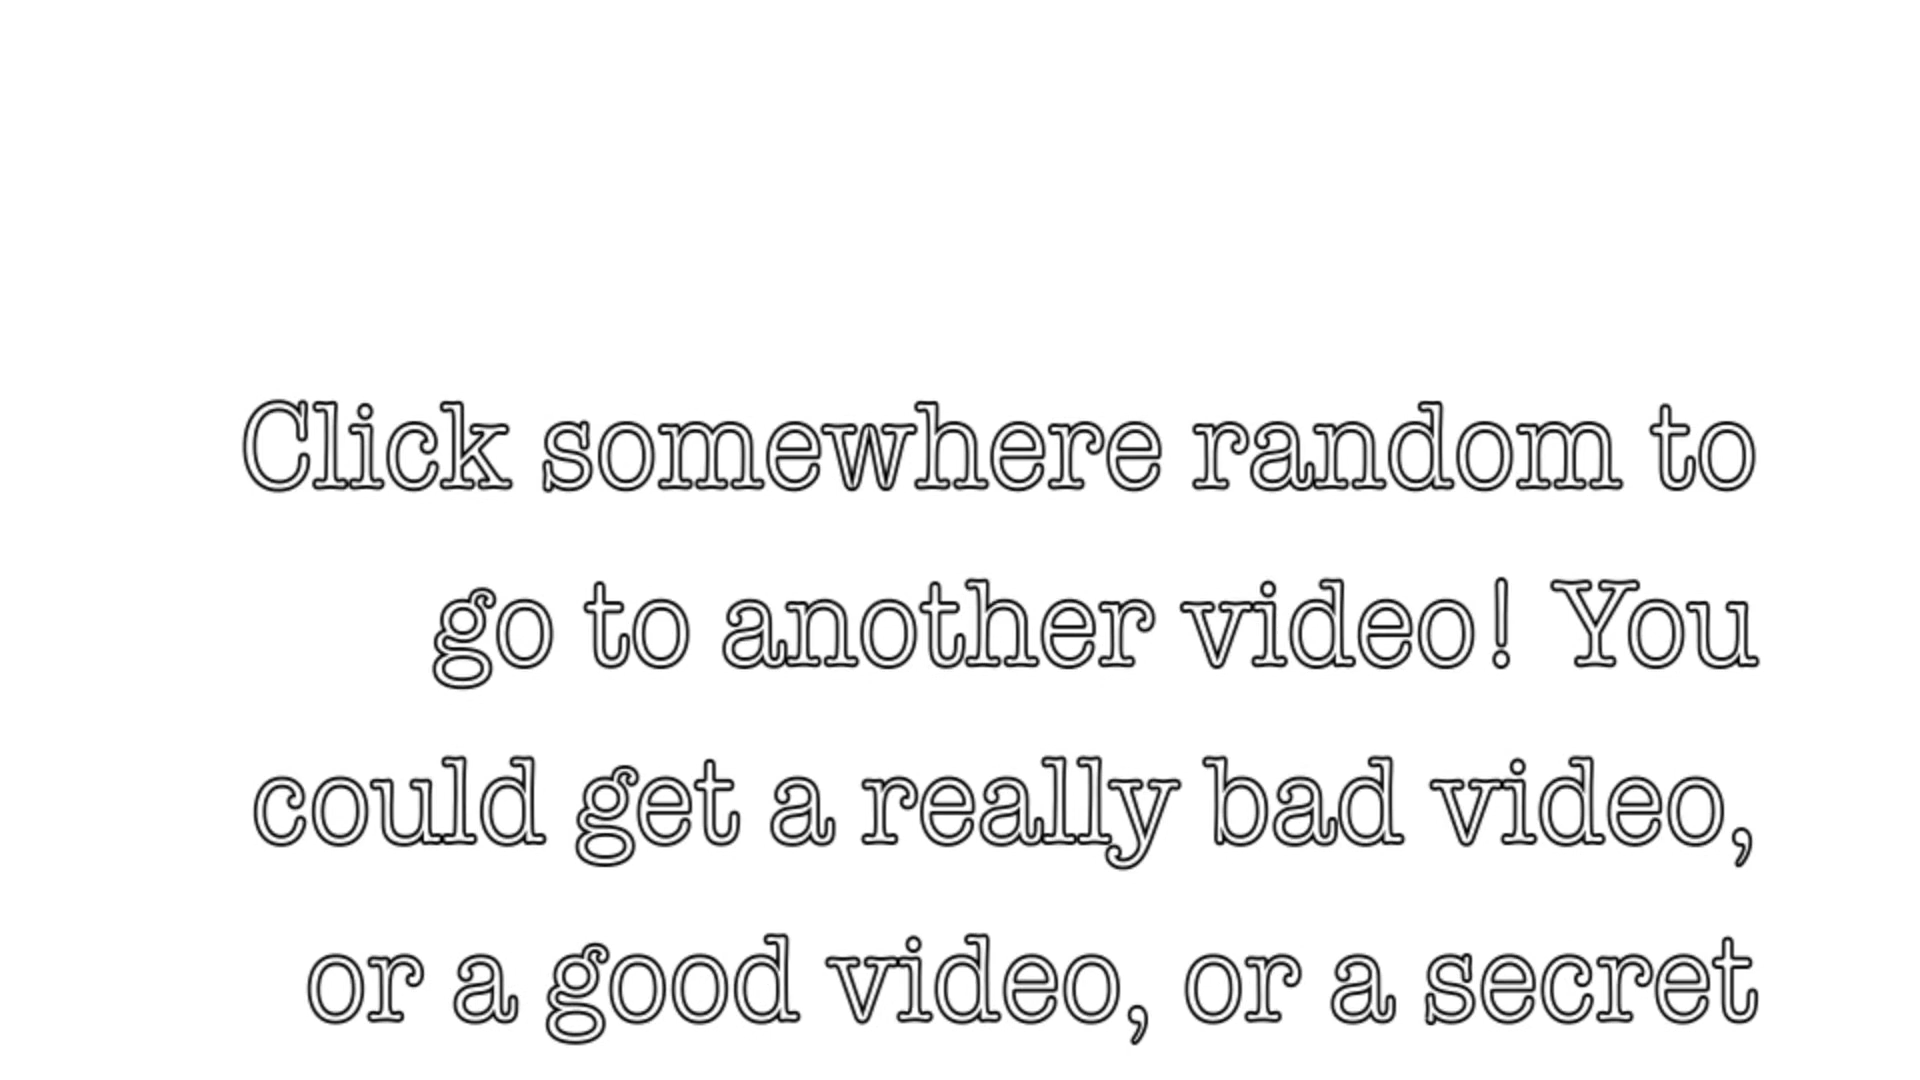 Click somewhere random to
go to another video! You
could get a really bad video,
or a good video, or a secret